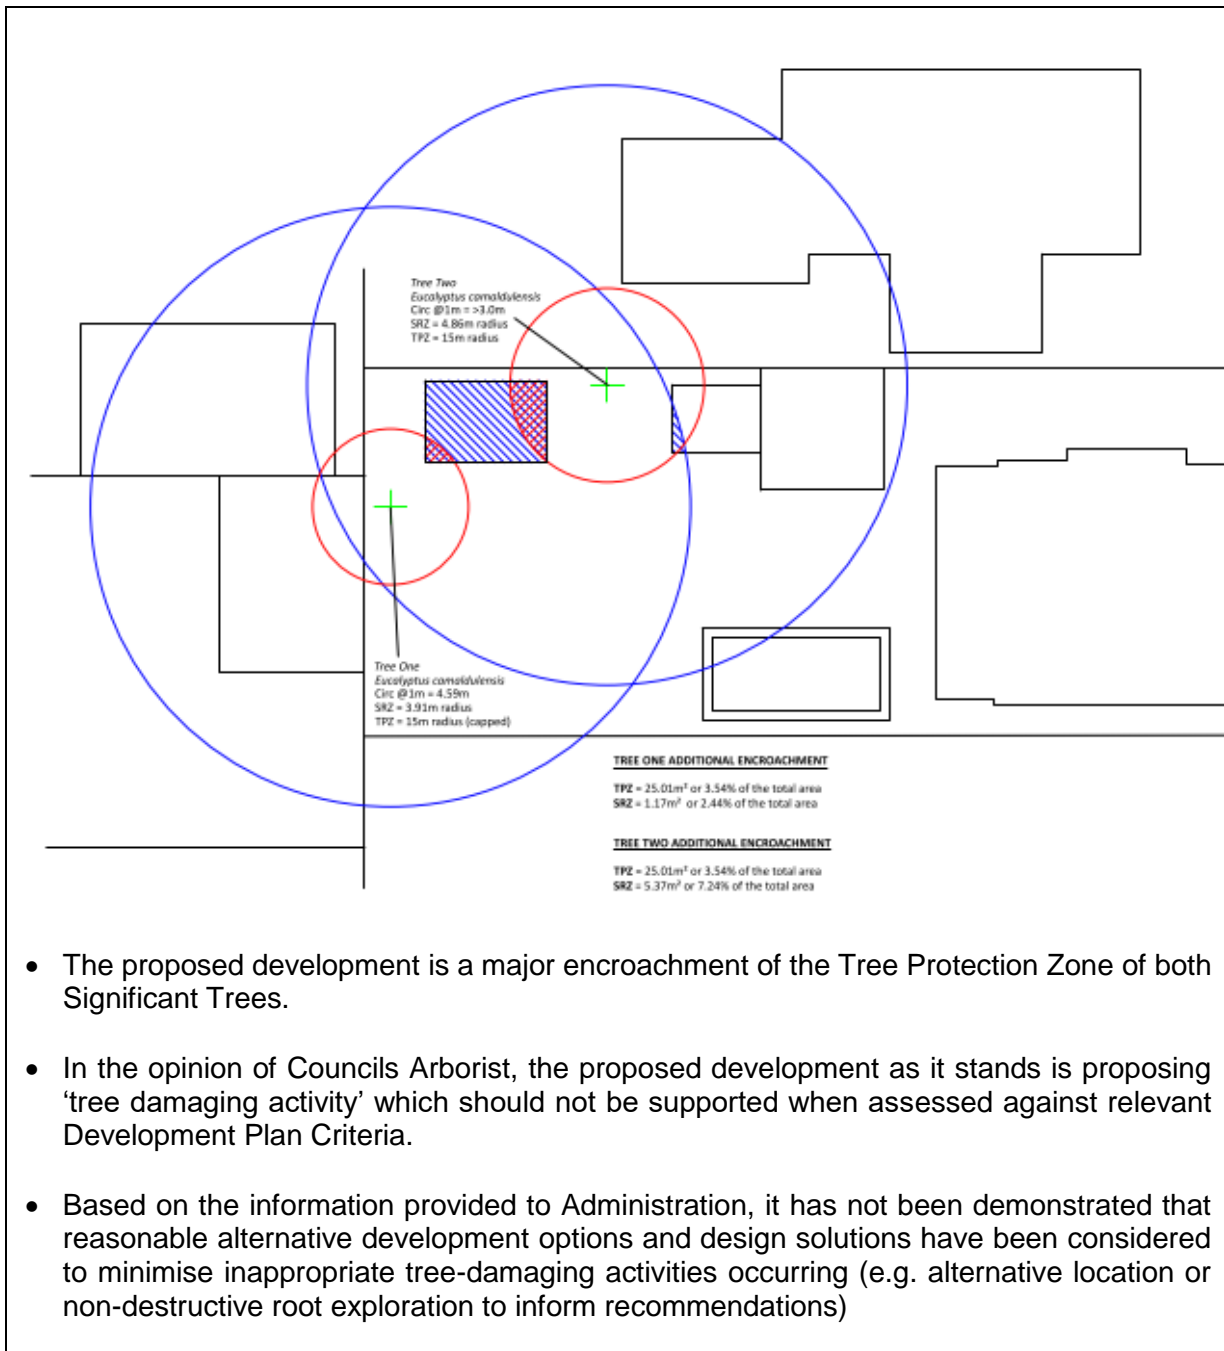 Tree Two
Eucalyptus camaldulensis
Circ @1m = >3.0m
SRZ = 4.86m radius
TPZ = 15m radius
Tree One
Eucalyptus camaldulensis
Circ @1m = 4.59m
SRZ = 3.91m radius
TPZ = 15m radius (capped)
TREE ONE ADDITIONAL ENCROACHMENT
TPZ = 25.01m² or 3.54% of the total area
SRZ = 1.17m² or 2.44% of the total area
TREE TWO ADDITIONAL ENCROACHMENT
TPZ = 25.01m² or 3.54% of the total area
SRZ = 5.37m² or 7.24% of the total area
• The proposed development is a major encroachment of the Tree Protection Zone of both
Significant Trees.
• In the opinion of Councils Arborist, the proposed development as it stands is proposing
‘tree damaging activity’ which should not be supported when assessed against relevant
Development Plan Criteria.
• Based on the information provided to Administration, it has not been demonstrated that
reasonable alternative development options and design solutions have been considered
to minimise inappropriate tree-damaging activities occurring (e.g. alternative location or
non-destructive root exploration to inform recommendations)